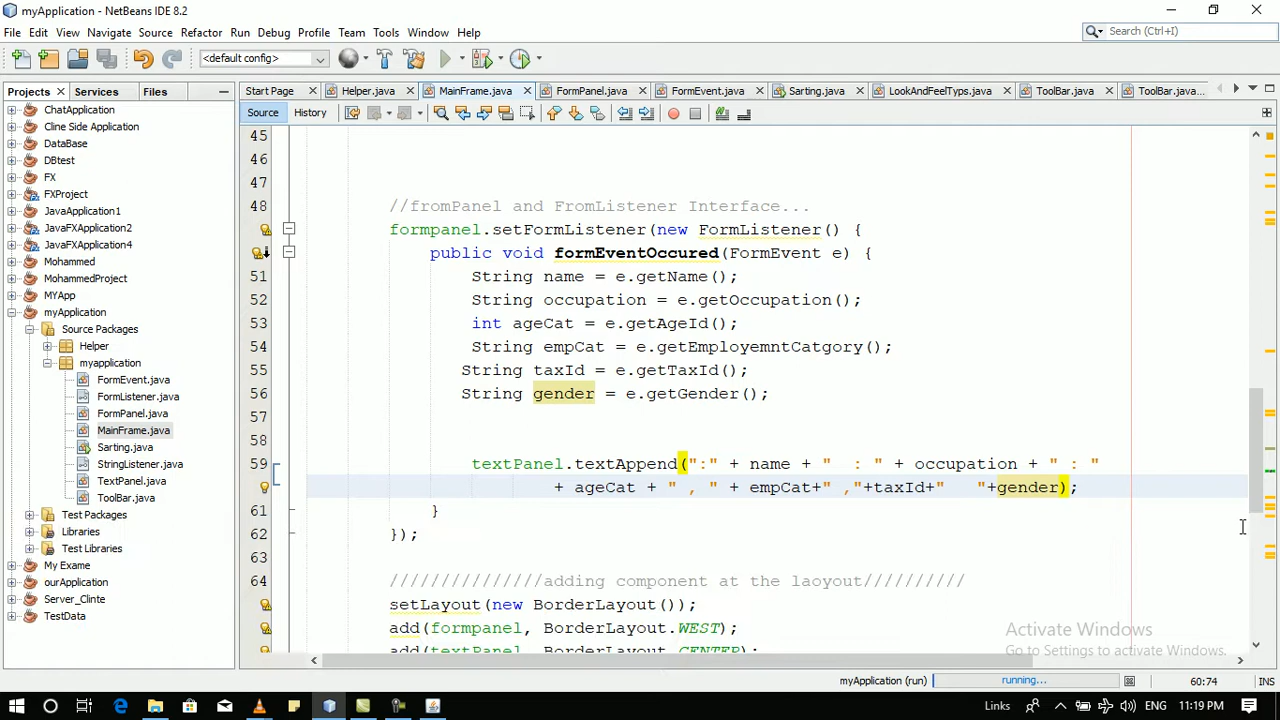 myApplication - NetBeans IDE 8.2
File Edit View Navigate Source Refactor Run Debug Profile Team Tools Window Help
Search (Ctrl+I)
<default config>
Projects Services Files
Start Page Helper.java MainFrame.java FormPanel.java FormEvent.java Sarting.java LookAndFeelTyps.java ToolBar.java ToolBar.java...
Source History
ChatApplication
Cline Side Application
DataBase
DBtest
FX
FXProject
JavaApplication1
JavaFXApplication2
JavaFXApplication4
Mohammed
MohammedProject
MYApp
myApplication
Source Packages
Helper
myapplication
FormEvent.java
FormListener.java
FormPanel.java
MainFrame.java
Sarting.java
StringListener.java
TextPanel.java
ToolBar.java
Test Packages
Libraries
Test Libraries
My Exame
ourApplication
Server_Clinte
TestData
45
46
47
48 //fromPanel and FromListener Interface...
formpanel.setFormListener(new FormListener() {
public void formEventOccured(FormEvent e) {
51 String name = e.getName();
52 String occupation = e.getOccupation();
53 int ageCat = e.getAgeId();
54 String empCat = e.getEmployemntCatgory();
55 String taxId = e.getTaxId();
56 String gender = e.getGender();
57
58
59 textPanel.textAppend(":" + name + "  : " + occupation + " : "
+ ageCat + " , " + empCat+" ,"+taxId+"   "+gender);
61 }
62 });
63
64 ///////////////adding component at the laoyout//////////
setLayout(new BorderLayout());
add(formpanel, BorderLayout.WEST);
add(textPanel, BorderLayout.CENTER);
Activate Windows
Go to Settings to activate Windows.
myApplication (run) running... 60:74 INS
Links 11:19 PM